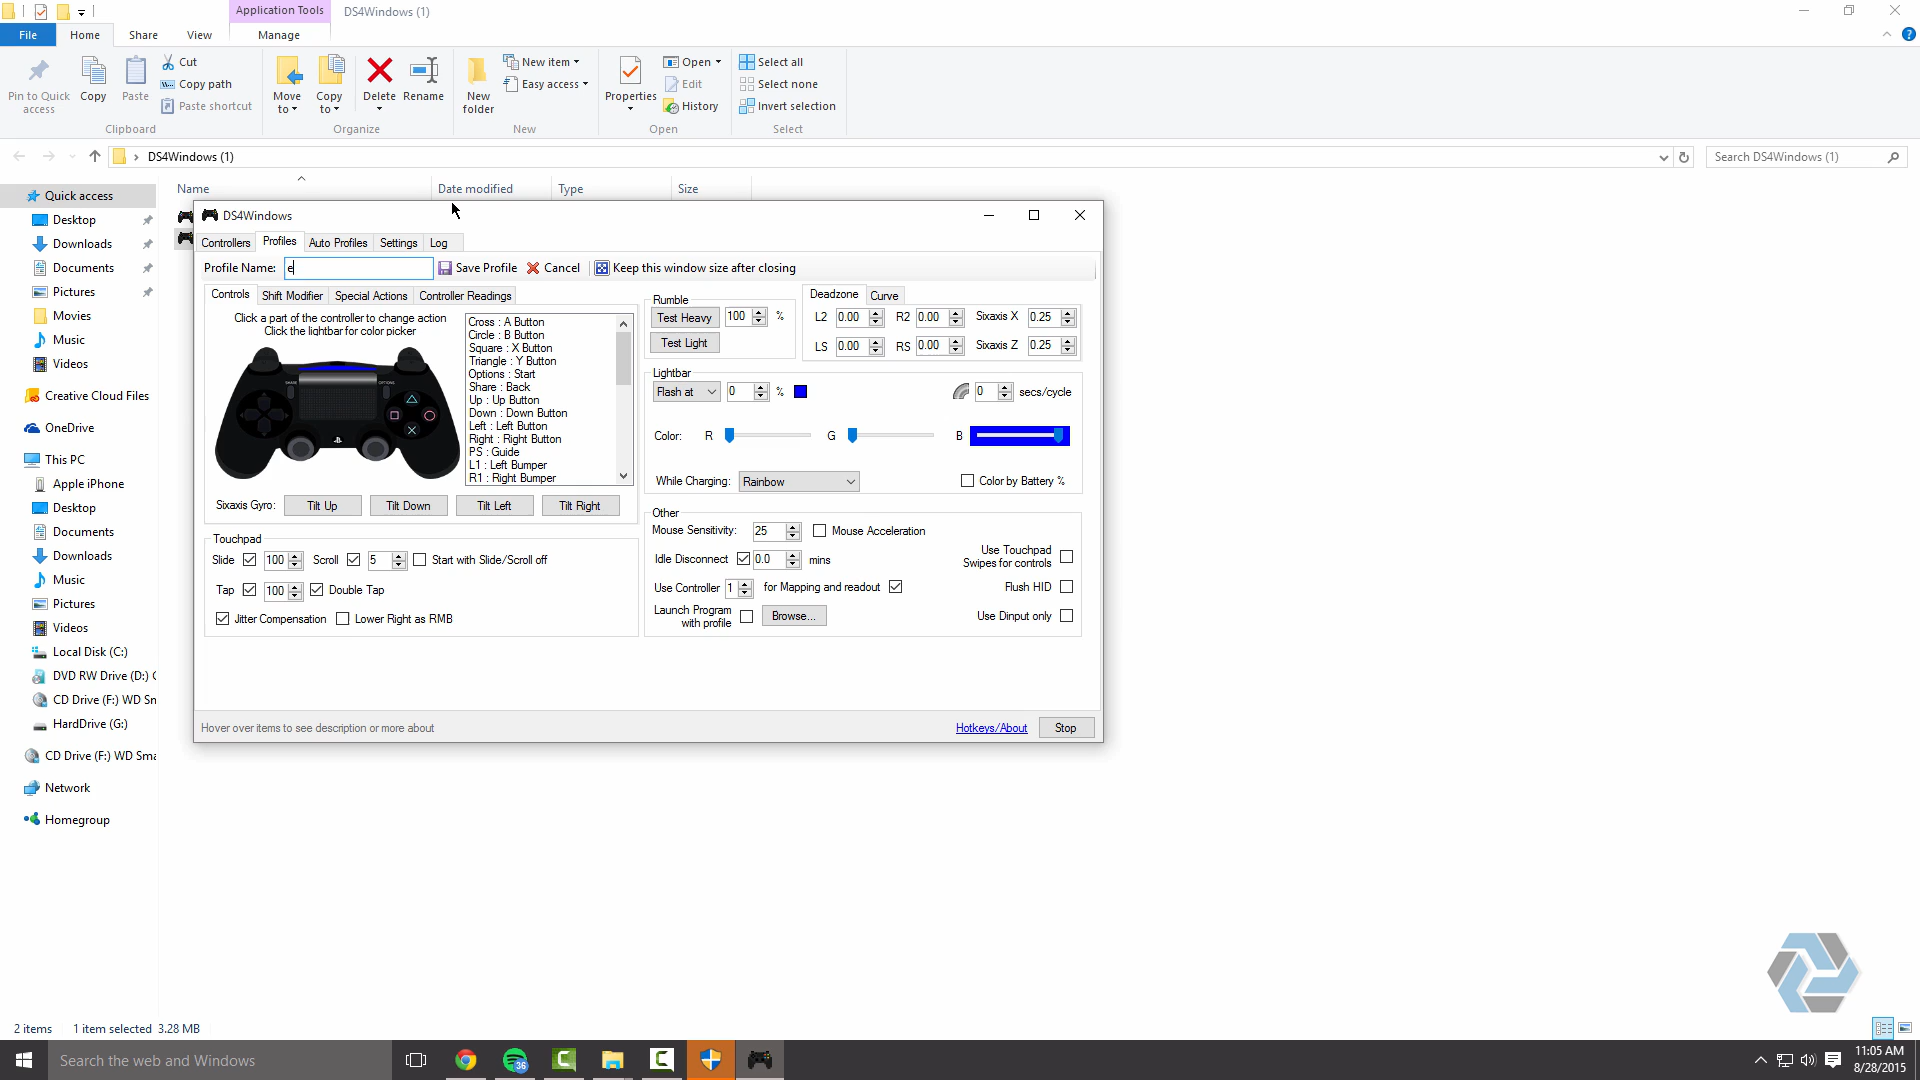 Application Tools DS4Windows (1)
File Home Share View Manage
Pin to Quick access
Copy
Paste
Cut
Copy path
Paste shortcut
Clipboard
Move to
Copy to
Delete
Rename
Organize
New folder
New item
Easy access
New
Properties
Open
Edit
History
Open
Select all
Select none
Invert selection
Select
DS4Windows (1)
Search DS4Windows (1)
Name Date modified Type Size
Quick access
Desktop
Downloads
Documents
Pictures
Movies
Music
Videos
Creative Cloud Files
OneDrive
This PC
Apple iPhone
Desktop
Documents
Downloads
Music
Pictures
Videos
Local Disk (C:)
DVD RW Drive (D:) C
CD Drive (F:) WD Sn
HardDrive (G:)
CD Drive (F:) WD Sma
Network
Homegroup
DS4Windows
Controllers Profiles Auto Profiles Settings Log
Profile Name: e Save Profile Cancel Keep this window size after closing
Controls Shift Modifier Special Actions Controller Readings
Click a part of the controller to change action
Click the lightbar for color picker
SHARE OPTIONS
Cross : A Button
Circle : B Button
Square : X Button
Triangle : Y Button
Options : Start
Share : Back
Up : Up Button
Down : Down Button
Left : Left Button
Right : Right Button
PS : Guide
L1 : Left Bumper
R1 : Right Bumper
Sixaxis Gyro: Tilt Up Tilt Down Tilt Left Tilt Right
Touchpad
Slide 100 Scroll 5 Start with Slide/Scroll off
Tap 100 Double Tap
Jitter Compensation Lower Right as RMB
Rumble
Test Heavy 100 %
Test Light
Deadzone Curve
L2 0.00 R2 0.00 Sixaxis X 0.25
LS 0.00 RS 0.00 Sixaxis Z 0.25
Lightbar
Flash at 0 % 0 secs/cycle
Color: R G B
While Charging: Rainbow Color by Battery %
Other
Mouse Sensitivity: 25 Mouse Acceleration
Idle Disconnect 0.0 mins
Use Touchpad
Swipes for controls
Use Controller 1 for Mapping and readout Flush HID
Launch Program
with profile
Browse... Use Dinput only
Hover over items to see description or more about Hotkeys/About Stop
2 items 1 item selected 3.28 MB
Search the web and Windows
36
11:05 AM
8/28/2015